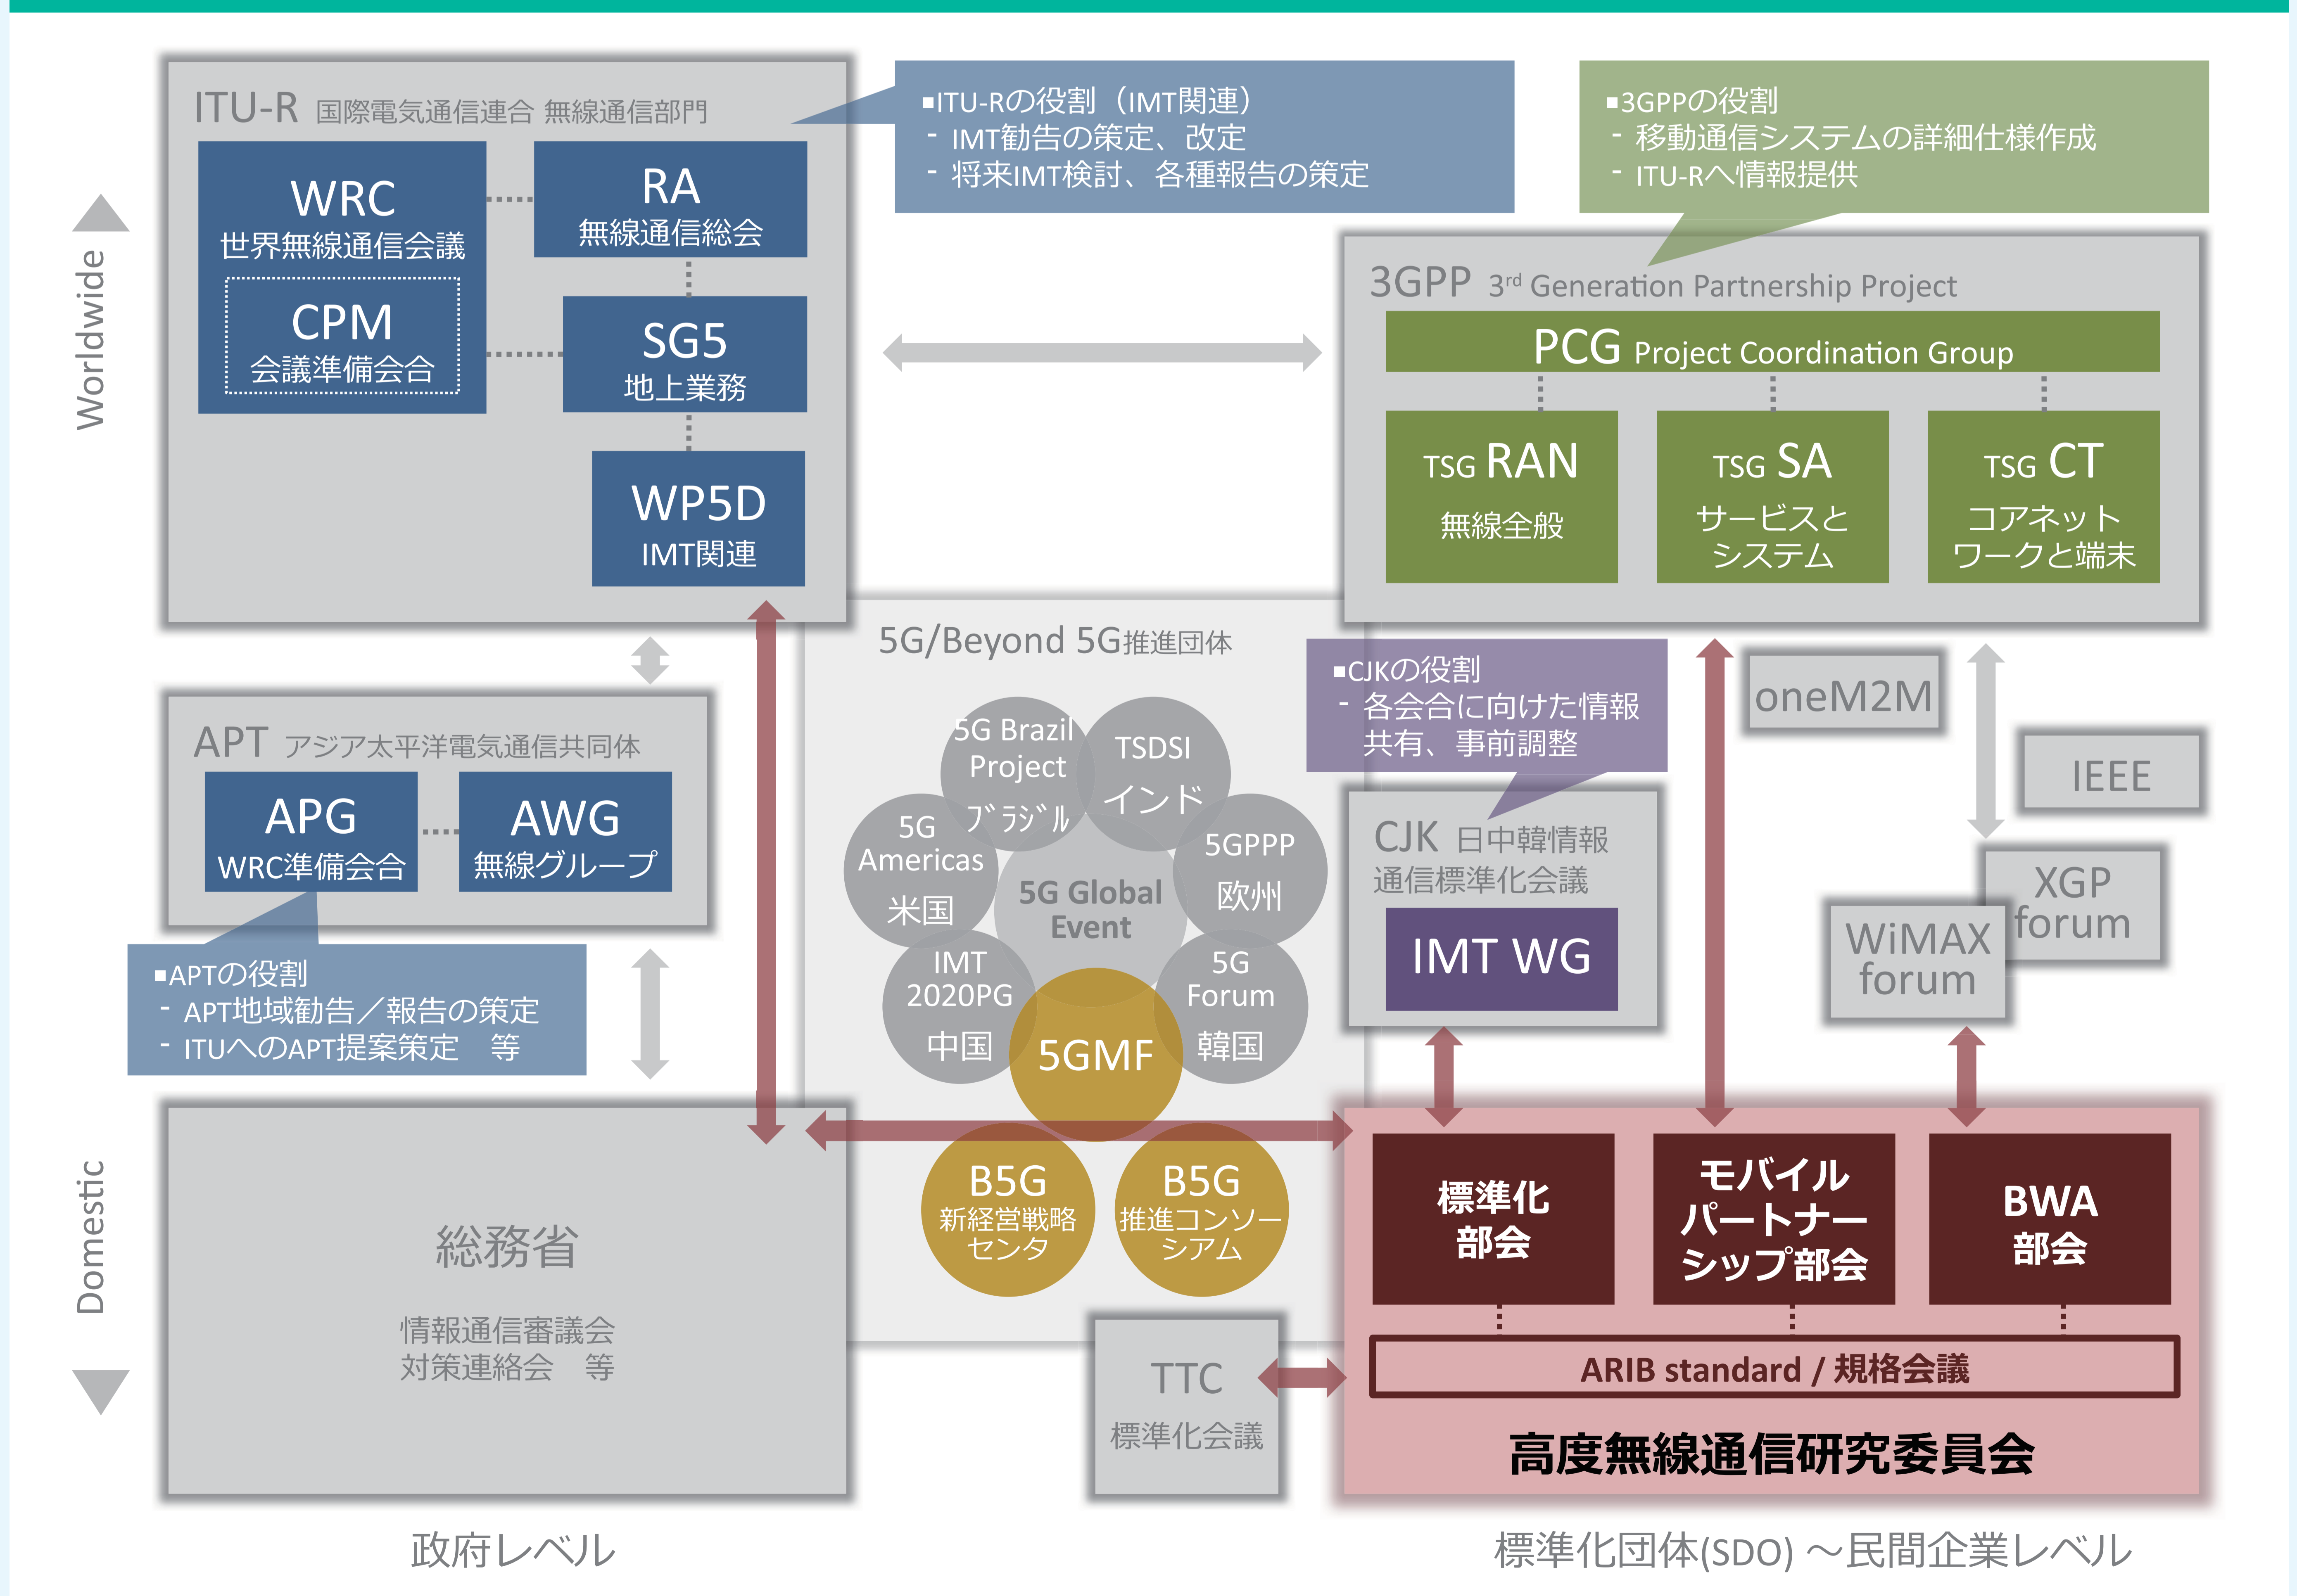 ITU-R 国際電気通信連合 無線通信部門
WRC
世界無線通信会議
CPM
会議準備会合
RA
無線通信総会
SG5
地上業務
WP5D
IMT関連
■ITU-Rの役割（IMT関連）
- IMT勧告の策定、改定
- 将来IMT検討、各種報告の策定
■3GPPの役割
- 移動通信システムの詳細仕様作成
- ITU-Rへ情報提供
3GPP 3rd Generation Partnership Project
PCG Project Coordination Group
TSG RAN
無線全般
TSG SA
サービスと
システム
TSG CT
コアネット
ワークと端末
Worldwide
APT アジア太平洋電気通信共同体
APG
WRC準備会合
AWG
無線グループ
■APTの役割
- APT地域勧告／報告の策定
- ITUへのAPT提案策定 等
5G/Beyond 5G推進団体
5G Brazil
Project
ﾌﾞﾗｼﾞﾙ
TSDSI
インド
5G
Americas
米国
5GPPP
欧州
5G Global
Event
IMT
2020PG
中国
5G
Forum
韓国
5GMF
B5G
新経営戦略
センタ
B5G
推進コンソー
シアム
■CJKの役割
- 各会合に向けた情報
共有、事前調整
CJK 日中韓情報
通信標準化会議
IMT WG
oneM2M
IEEE
XGP
forum
WiMAX
forum
Domestic
総務省
情報通信審議会
対策連絡会 等
TTC
標準化会議
標準化
部会
モバイル
パートナー
シップ部会
BWA
部会
ARIB standard / 規格会議
高度無線通信研究委員会
政府レベル
標準化団体(SDO) ～民間企業レベル